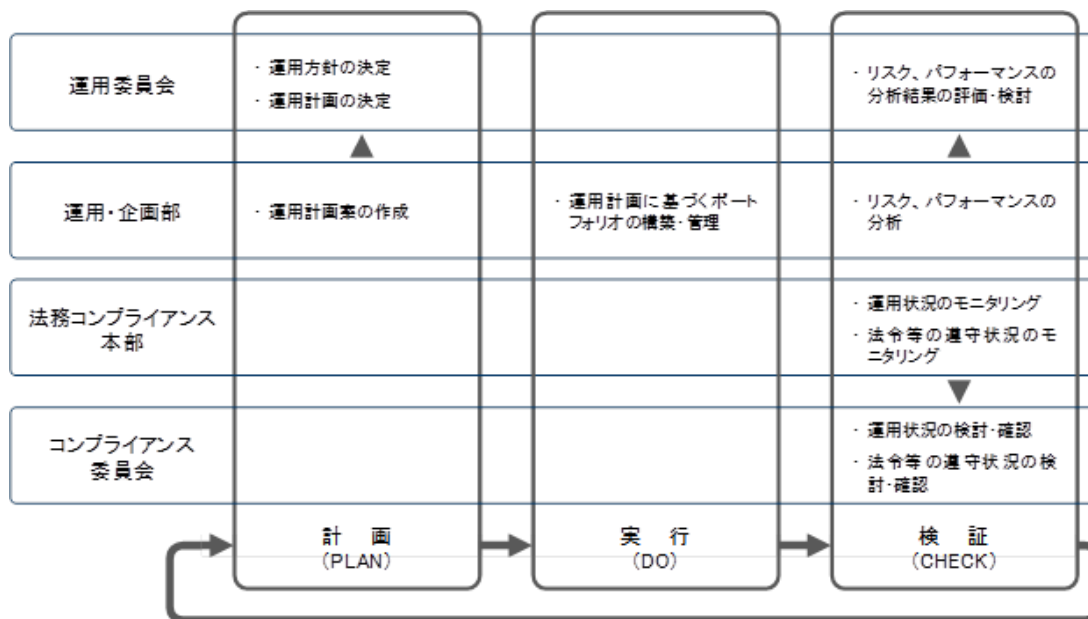 運用委員会
・運用方針の決定
・運用計画の決定
・リスク、パフォーマンスの
分析結果の評価・検討
運用・企画部
・運用計画案の作成
・運用計画に基づくポート
フォリオの構築・管理
・リスク、パフォーマンスの
分析
法務コンプライアンス
本部
・運用状況のモニタリング
・法令等の遵守状況のモ
ニタリング
コンプライアンス
委員会
・運用状況の検討・確認
・法令等の遵守状況の検
討・確認
計　画
（PLAN）
実　行
（DO）
検　証
（CHECK）